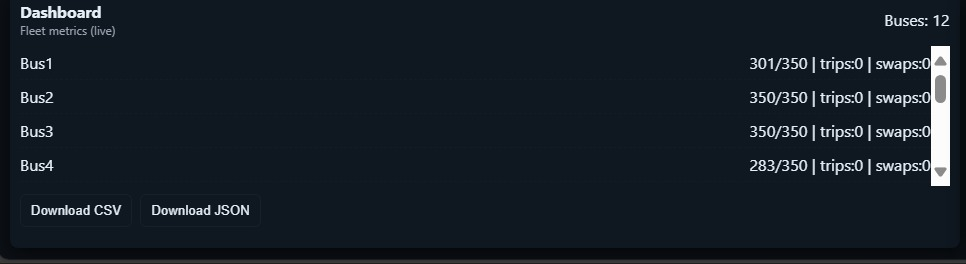 Dashboard
Fleet metrics (live)
Buses: 12
Bus1 301/350 | trips:0 | swaps:0
Bus2 350/350 | trips:0 | swaps:0
Bus3 350/350 | trips:0 | swaps:0
Bus4 283/350 | trips:0 | swaps:0
Download CSV Download JSON